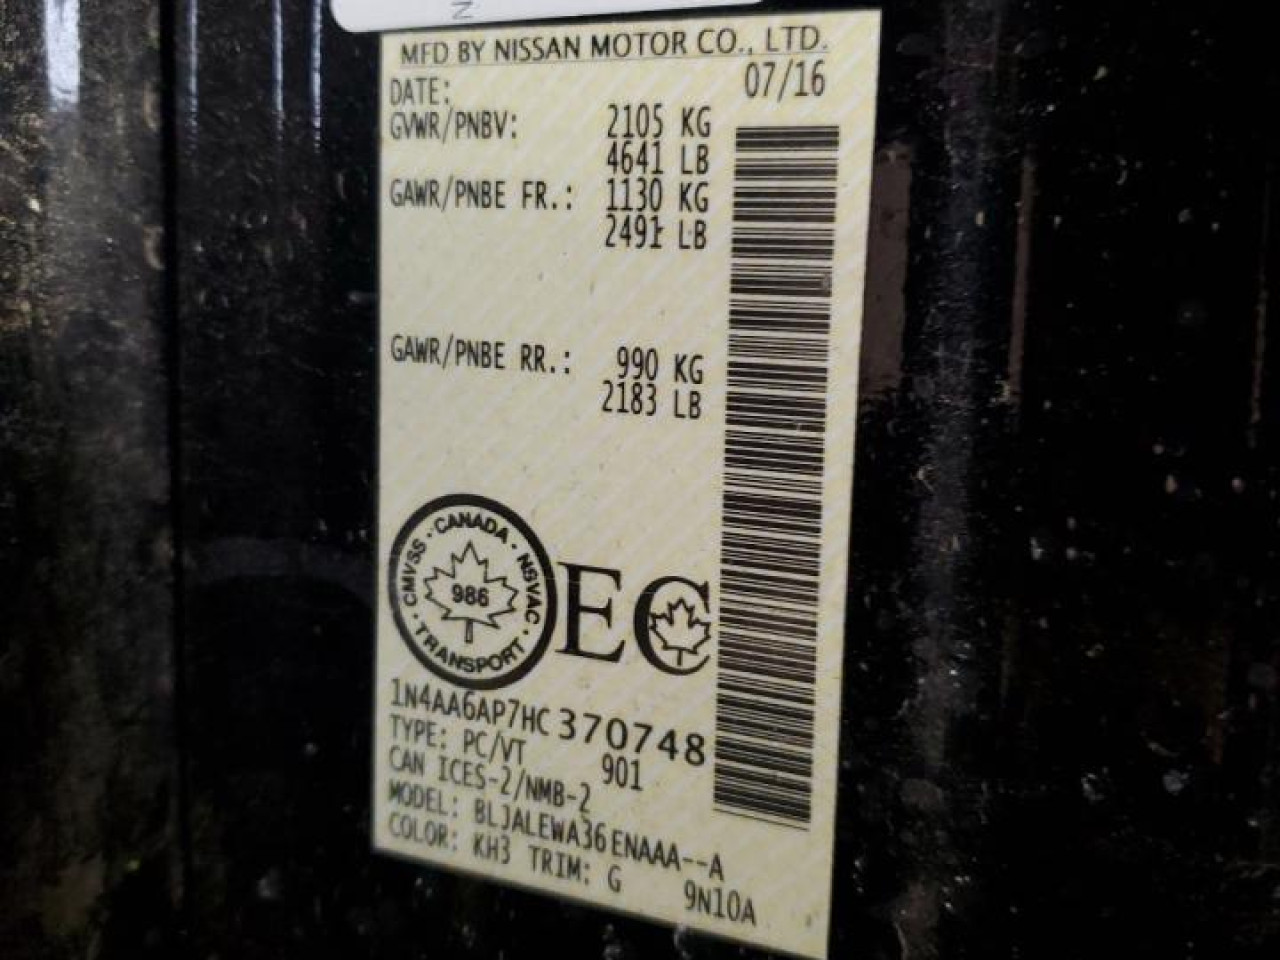 Z
MFD BY NISSAN MOTOR CO., LTD.
DATE: 07/16
GVWR/PNBV: 2105 KG
4641 LB
GAWR/PNBE FR.: 1130 KG
2491 LB
GAWR/PNBE RR.: 990 KG
2183 LB
CMVSS · CANADA · NSVAC · TRANSPORT ·
986
EC
1N4AA6AP7HC370748
TYPE: PC/VT 901
CAN ICES-2/NMB-2
MODEL: BLJALEWA36ENAAA--A
COLOR: KH3 TRIM: G 9N10A